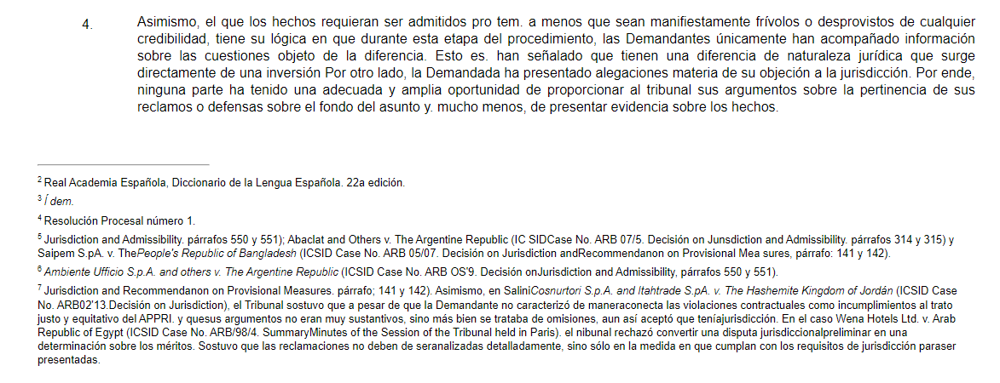 4. Asimismo, el que los hechos requieran ser admitidos pro tem. a menos que sean manifiestamente frívolos o desprovistos de cualquier
credibilidad, tiene su lógica en que durante esta etapa del procedimiento, las Demandantes únicamente han acompañado información
sobre las cuestiones objeto de la diferencia. Esto es. han señalado que tienen una diferencia de naturaleza jurídica que surge
directamente de una inversión Por otro lado, la Demandada ha presentado alegaciones materia de su objeción a la jurisdicción. Por ende,
ninguna parte ha tenido una adecuada y amplia oportunidad de proporcionar al tribunal sus argumentos sobre la pertinencia de sus
reclamos o defensas sobre el fondo del asunto y. mucho menos, de presentar evidencia sobre los hechos.
2 Real Academia Española, Diccionario de la Lengua Española. 22a edición.
3 Í dem.
4 Resolución Procesal número 1.
5 Jurisdiction and Admissibility. párrafos 550 y 551); Abaclat and Others v. The Argentine Republic (IC SIDCase No. ARB 07/5. Decisión on Junsdiction and Admissibility. párrafos 314 y 315) y
Saipem S.pA. v. ThePeople's Republic of Bangladesh (ICSID Case No. ARB 05/07. Decisión on Jurisdiction andRecommendanon on Provisional Mea sures, párrafo: 141 y 142).
6 Ambiente Ufficio S.p.A. and others v. The Argentine Republic (ICSID Case No. ARB OS'9. Decisión onJurisdiction and Admissibility, párrafos 550 y 551).
7 Jurisdiction and Recommendanon on Provisional Measures. párrafo; 141 y 142). Asimismo, en SaliniCosnurtori S.p.A. and Itahtrade S.pA. v. The Hashemite Kingdom of Jordán (ICSID Case
No. ARB02'13.Decisión on Jurisdiction), el Tribunal sostuvo que a pesar de que la Demandante no caracterizó de maneraconecta las violaciones contractuales como incumplimientos al trato
justo y equitativo del APPRI. y quesus argumentos no eran muy sustantivos, sino más bien se trataba de omisiones, aun así aceptó que teníajurisdicción. En el caso Wena Hotels Ltd. v. Arab
Republic of Egypt (ICSID Case No. ARB/98/4. SummaryMinutes of the Session of the Tribunal held in Paris). el nibunal rechazó convertir una disputa jurisdiccionalpreliminar en una
determinación sobre los méritos. Sostuvo que las reclamaciones no deben de seranalizadas detalladamente, sino sólo en la medida en que cumplan con los requisitos de jurisdicción paraser
presentadas.